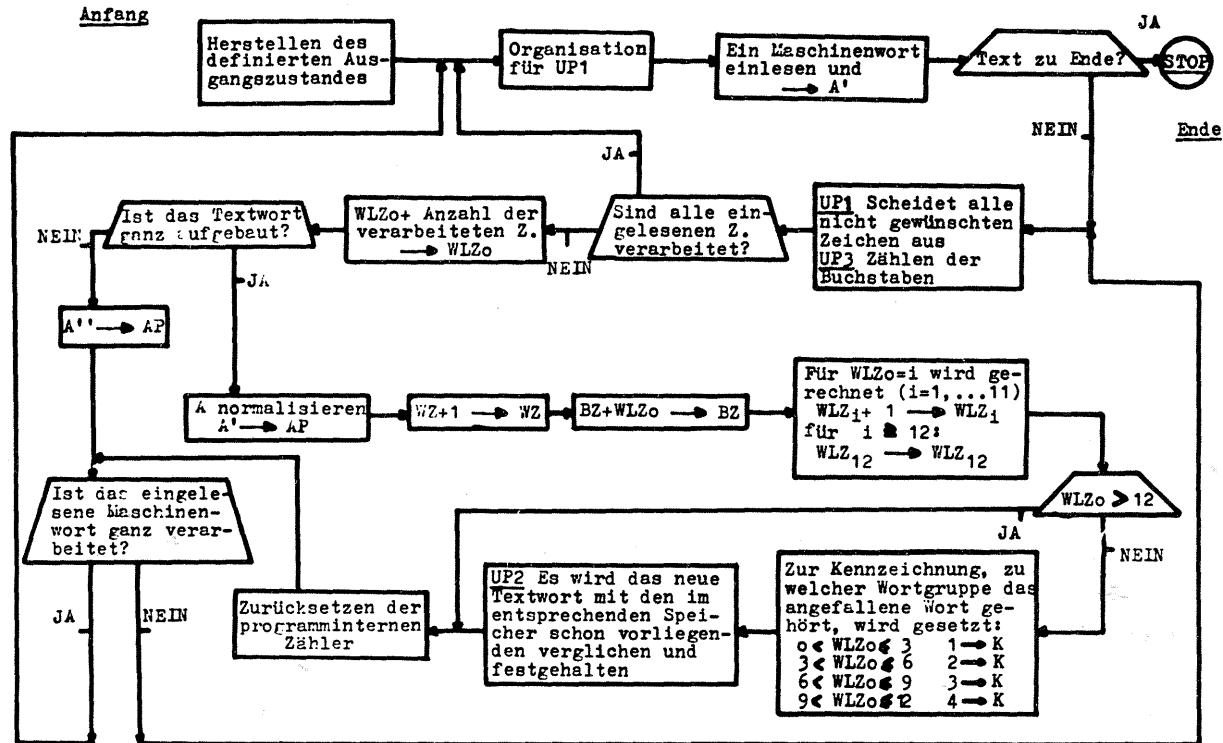 Anfang
Herstellen des
definierten Aus-
gangszustandes
Organisation
für UP1
Ein Maschinenwort
einlesen und
→ A'
Text zu Ende?
JA
STOP
NEIN
Ende
JA
Ist das Textwort
ganz aufgebaut?
WLZo+ Anzahl der
verarbeiteten Z.
→ WLZo
Sind alle ein-
gelesenen Z.
verarbeitet?
UP1 Scheidet alle
nicht gewünschten
Zeichen aus
UP3 Zählen der
Buchstaben
NEIN
NEIN
JA
A'' → AP
A normalisieren
A' → AP
WZ+1 → WZ
BZ+WLZo → BZ
Für WLZo=i wird ge-
rechnet (i=1,...11)
WLZi+ 1 → WLZi
für i ≥ 12:
WLZ12 → WLZ12
Ist das eingele-
sene Maschinen-
wort ganz verar-
beitet?
WLZo > 12
JA
NEIN
Zurücksetzen der
programminternen
Zähler
UP2 Es wird das neue
Textwort mit den im
entsprechenden Spei-
cher schon vorliegen-
den verglichen und
festgehalten
Zur Kennzeichnung, zu
welcher Wortgruppe das
angefallene Wort ge-
hört, wird gesetzt:
o < WLZo ≤ 3 1 → K
3 < WLZo ≤ 6 2 → K
6 < WLZo ≤ 9 3 → K
9 < WLZo ≤ 12 4 → K
JA
NEIN